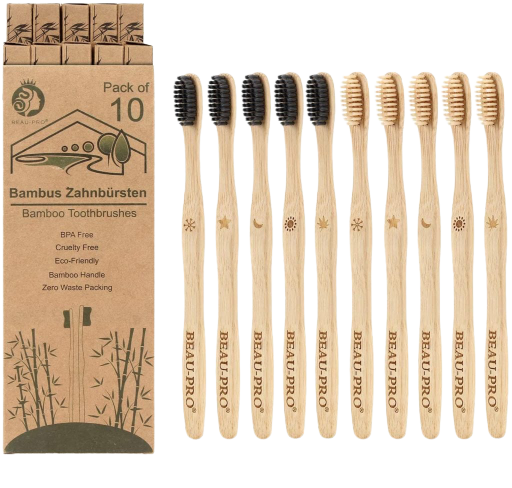 BEAU-PRO®
Pack of
10
Bambus Zahnbürsten
Bamboo Toothbrushes
BPA Free
Cruelty Free
Eco-Friendly
Bamboo Handle
Zero Waste Packing
BEAU-PRO®
BEAU-PRO®
BEAU-PRO®
BEAU-PRO®
BEAU-PRO®
BEAU-PRO®
BEAU-PRO®
BEAU-PRO®
BEAU-PRO®
BEAU-PRO®